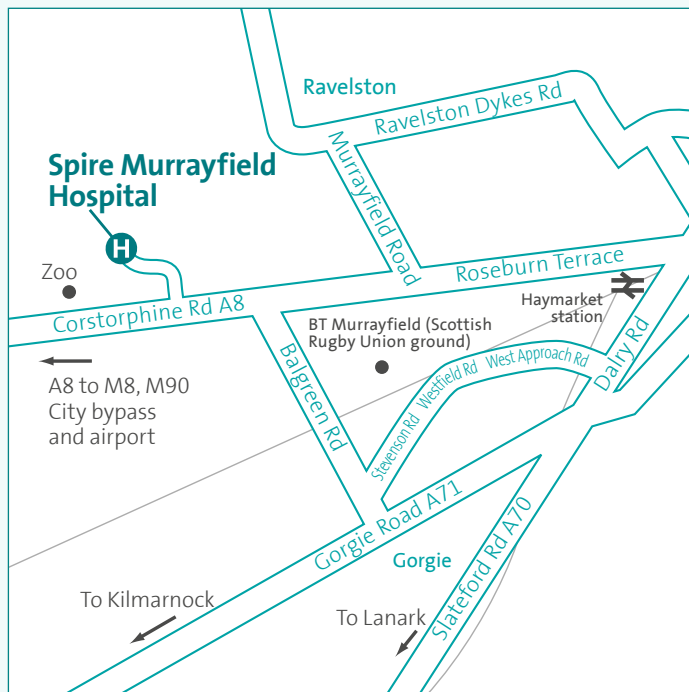 Ravelston
Ravelston Dykes Rd
Murrayfield Road
Spire Murrayfield
Hospital
H
Zoo
Roseburn Terrace
Haymarket
station
Corstorphine Rd A8
BT Murrayfield (Scottish
Rugby Union ground)
A8 to M8, M90
City bypass
and airport
Balgreen Rd
Stevenson Rd
Westfield Rd
West Approach Rd
Dalry Rd
Gorgie Road A71
Gorgie
Slateford Rd A70
To Kilmarnock
To Lanark